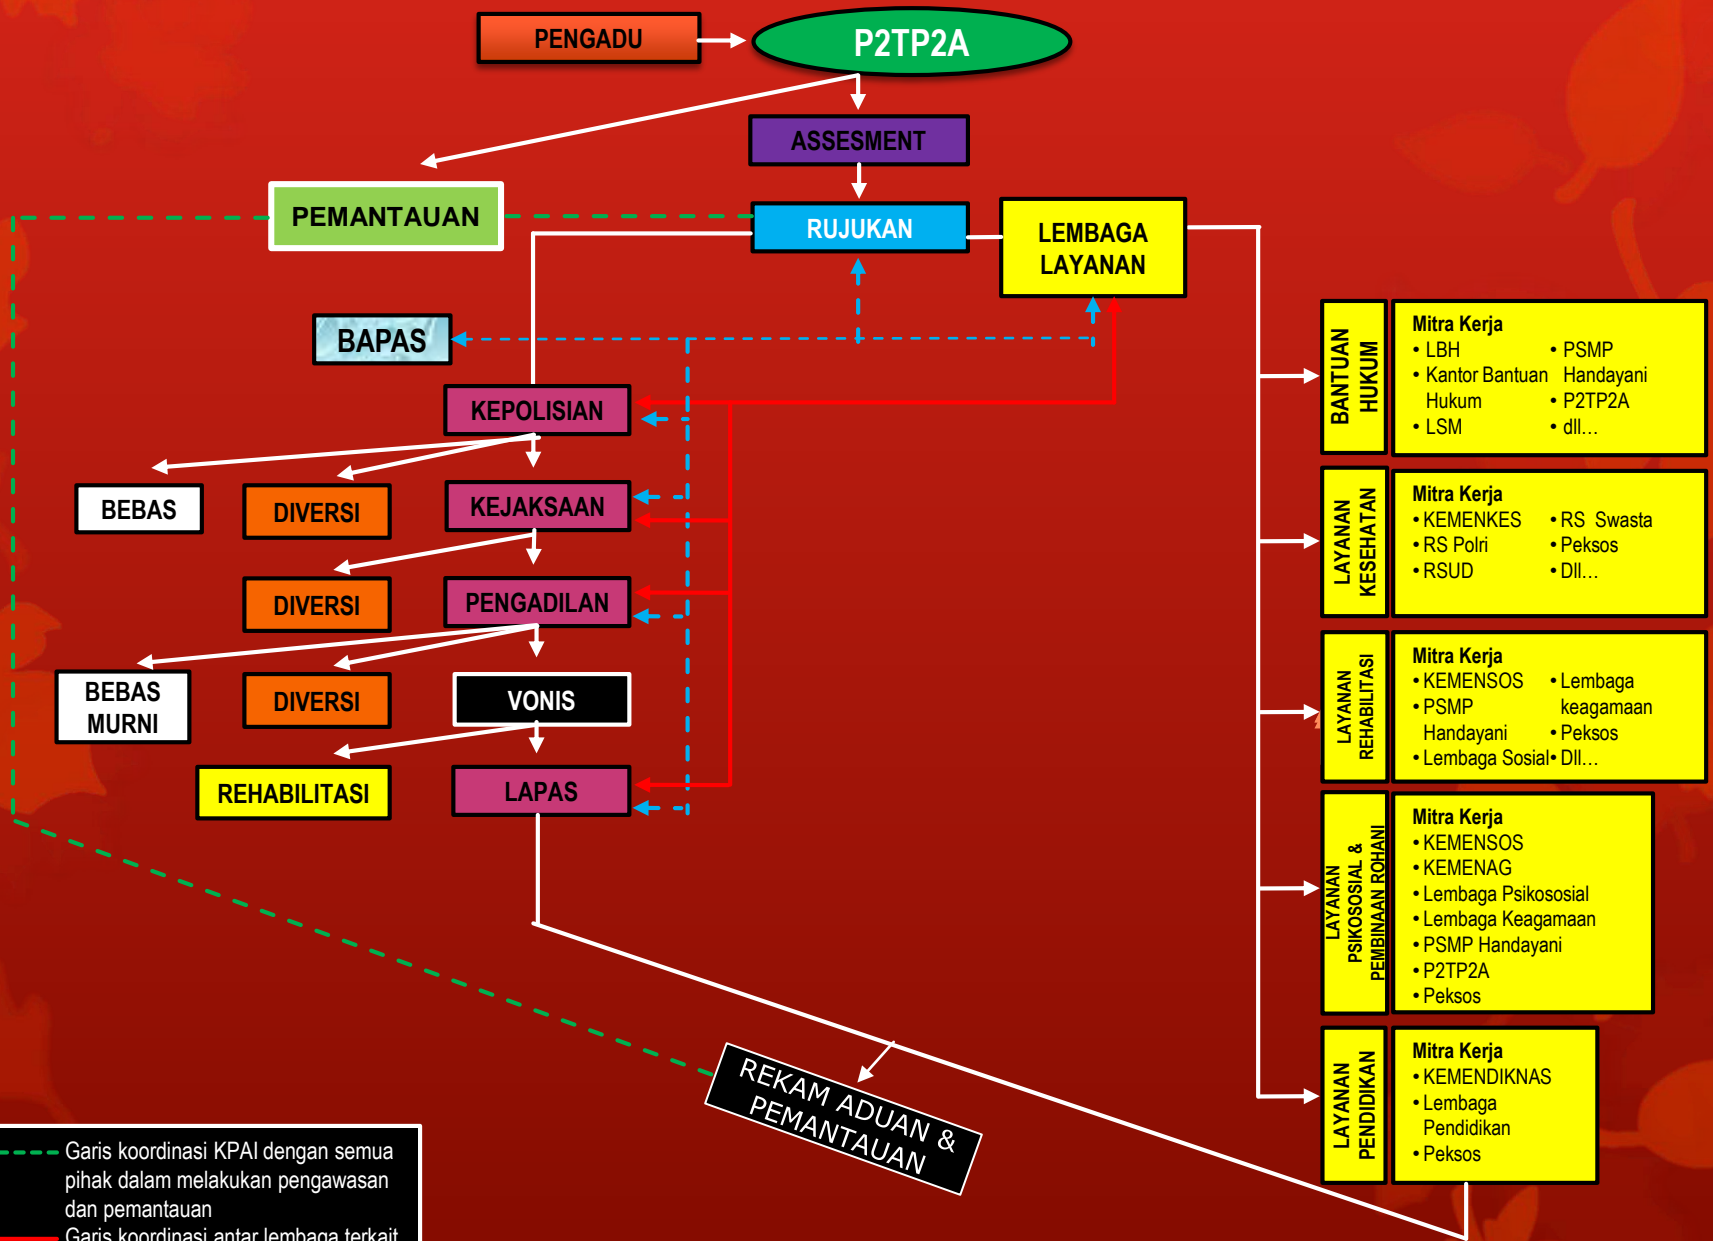 PENGADU
P2TP2A
ASSESMENT
PEMANTAUAN
RUJUKAN
LEMBAGA
LAYANAN
BAPAS
KEPOLISIAN
BEBAS
DIVERSI
KEJAKSAAN
DIVERSI
PENGADILAN
BEBAS
MURNI
DIVERSI
VONIS
REHABILITASI
LAPAS
REKAM ADUAN &
PEMANTAUAN
BANTUAN
HUKUM
Mitra Kerja
• LBH
• Kantor Bantuan
Hukum
• LSM
• PSMP
Handayani
• P2TP2A
• dll...
LAYANAN
KESEHATAN
Mitra Kerja
• KEMENKES
• RS Polri
• RSUD
• RS Swasta
• Peksos
• Dll...
LAYANAN
REHABILITASI
Mitra Kerja
• KEMENSOS
• PSMP
Handayani
• Lembaga Sosial
• Lembaga
keagamaan
• Peksos
• Dll...
LAYANAN
PSIKOSOSIAL &
PEMBINAAN ROHANI
Mitra Kerja
• KEMENSOS
• KEMENAG
• Lembaga Psikososial
• Lembaga Keagamaan
• PSMP Handayani
• P2TP2A
• Peksos
LAYANAN
PENDIDIKAN
Mitra Kerja
• KEMENDIKNAS
• Lembaga
Pendidikan
• Peksos
Garis koordinasi KPAI dengan semua
pihak dalam melakukan pengawasan
dan pemantauan
Garis koordinasi antar lembaga terkait